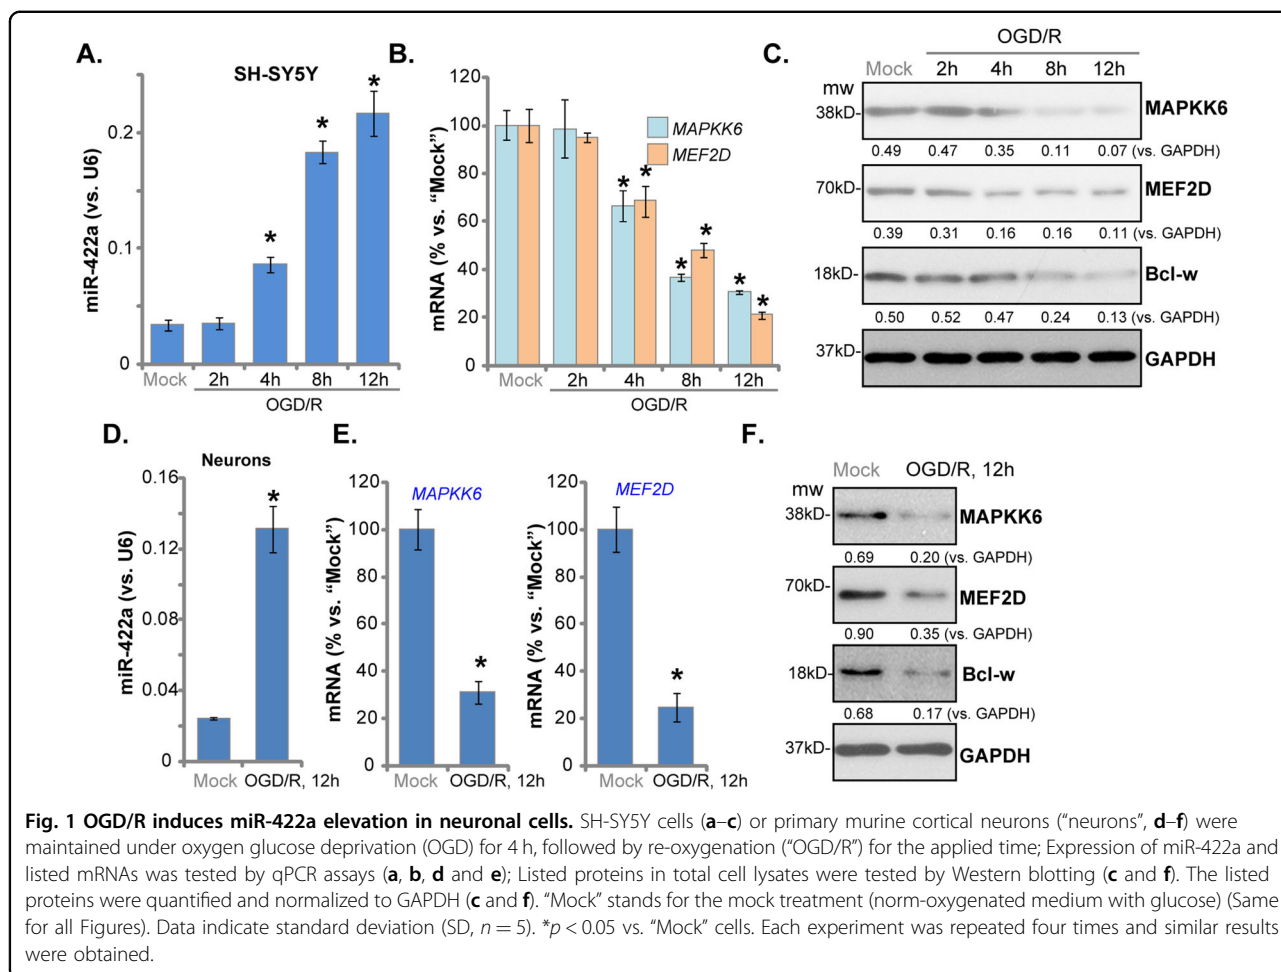 A.
SH-SY5Y
miR-422a (vs. U6)
0.2
0.1
0
*
*
*
Mock 2h 4h 8h 12h
OGD/R
B.
mRNA (% vs. “Mock”)
120
100
80
60
40
20
0
MAPKK6
MEF2D
* *
* *
* *
Mock 2h 4h 8h 12h
OGD/R
C.
OGD/R
Mock 2h 4h 8h 12h
mw
38kD- MAPKK6
0.49 0.47 0.35 0.11 0.07 (vs. GAPDH)
70kD- MEF2D
0.39 0.31 0.16 0.16 0.11 (vs. GAPDH)
18kD- Bcl-w
0.50 0.52 0.47 0.24 0.13 (vs. GAPDH)
37kD- GAPDH
D.
Neurons
miR-422a (vs. U6)
0.16
0.12
0.08
0.04
0
*
Mock OGD/R, 12h
E.
mRNA (% vs. “Mock”)
120
100
80
60
40
20
0
MAPKK6
*
Mock OGD/R, 12h
mRNA (% vs. “Mock”)
120
100
80
60
40
20
0
MEF2D
*
Mock OGD/R, 12h
F.
Mock OGD/R, 12h
mw
38kD- MAPKK6
0.69 0.20 (vs. GAPDH)
70kD- MEF2D
0.90 0.35 (vs. GAPDH)
18kD- Bcl-w
0.68 0.17 (vs. GAPDH)
37kD- GAPDH
Fig. 1 OGD/R induces miR-422a elevation in neuronal cells. SH-SY5Y cells (a–c) or primary murine cortical neurons (“neurons”, d–f) were
maintained under oxygen glucose deprivation (OGD) for 4 h, followed by re-oxygenation (“OGD/R”) for the applied time; Expression of miR-422a and
listed mRNAs was tested by qPCR assays (a, b, d and e); Listed proteins in total cell lysates were tested by Western blotting (c and f). The listed
proteins were quantified and normalized to GAPDH (c and f). “Mock” stands for the mock treatment (norm-oxygenated medium with glucose) (Same
for all Figures). Data indicate standard deviation (SD, n = 5). *p < 0.05 vs. “Mock” cells. Each experiment was repeated four times and similar results
were obtained.